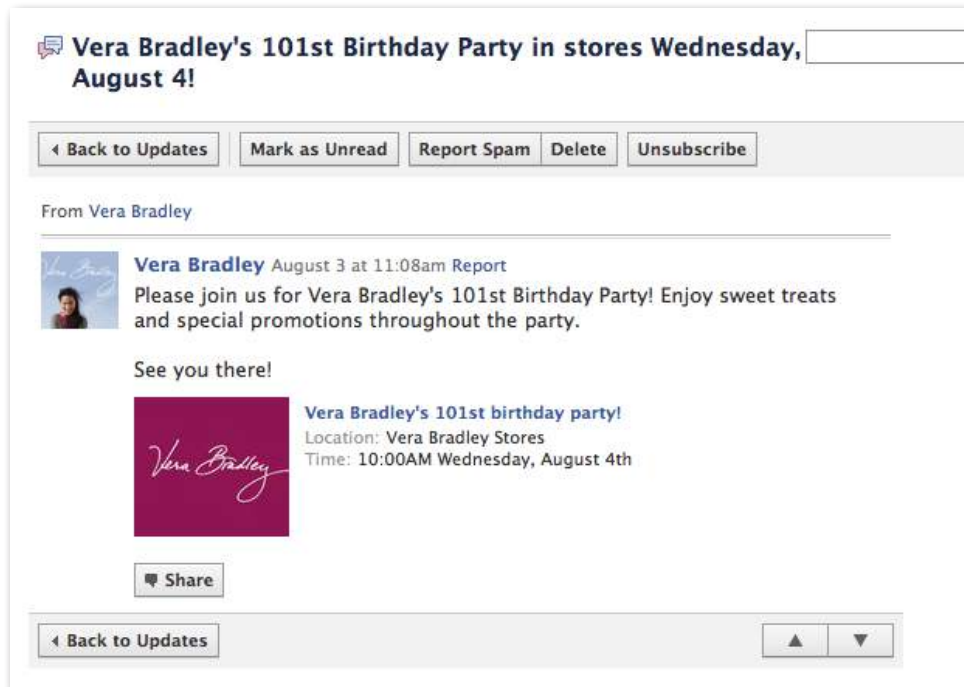 Vera Bradley's 101st Birthday Party in stores Wednesday,
August 4!
Back to Updates Mark as Unread Report Spam Delete Unsubscribe
From Vera Bradley
Vera Bradley
Vera Bradley August 3 at 11:08am Report
Please join us for Vera Bradley's 101st Birthday Party! Enjoy sweet treats
and special promotions throughout the party.
See you there!
Vera Bradley
Vera Bradley's 101st birthday party!
Location: Vera Bradley Stores
Time: 10:00AM Wednesday, August 4th
Share
Back to Updates